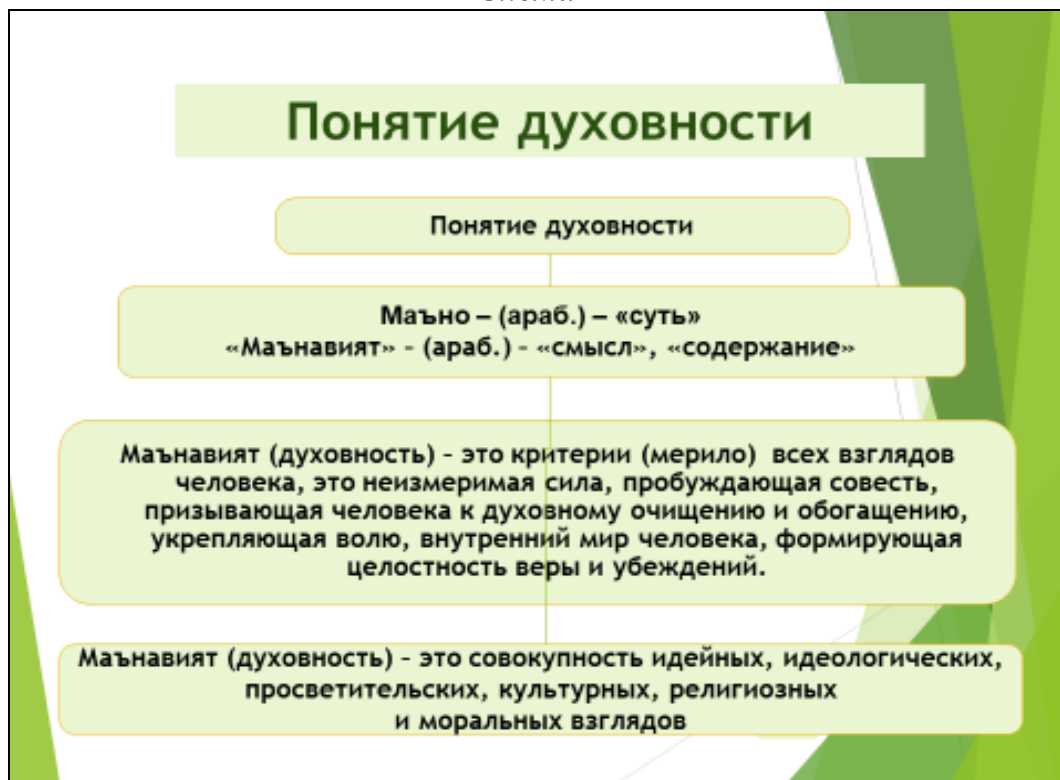 Понятие духовности
Понятие духовности
Маъно – (араб.) – «суть»
«Маънавият» - (араб.) - «смысл», «содержание»
Маънавият (духовность) - это критерии (мерило) всех взглядов
человека, это неизмеримая сила, пробуждающая совесть,
призывающая человека к духовному очищению и обогащению,
укрепляющая волю, внутренний мир человека, формирующая
целостность веры и убеждений.
Маънавият (духовность) - это совокупность идейных, идеологических,
просветительских, культурных, религиозных
и моральных взглядов